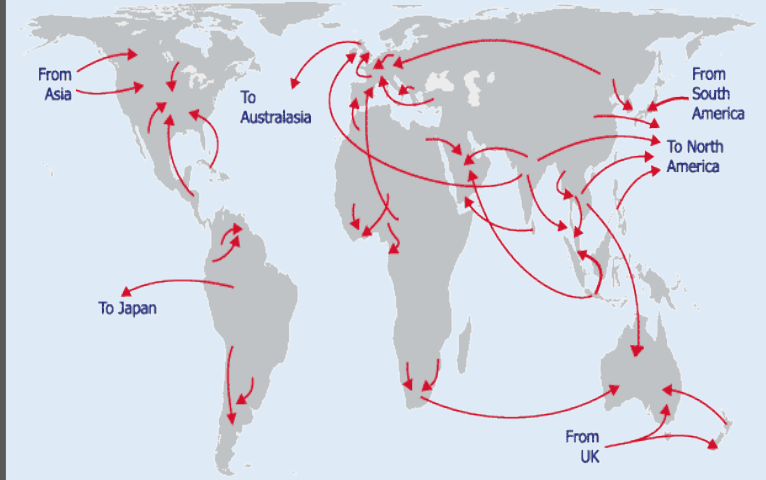 From
Asia
To
Australasia
From
South
America
To North
America
To Japan
From
UK